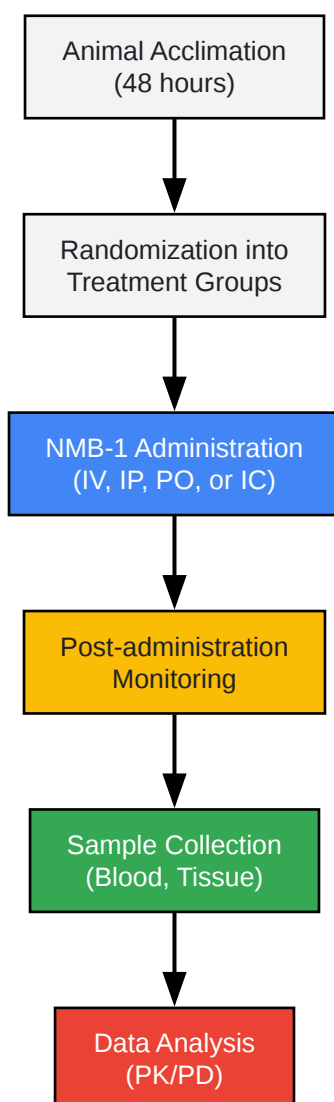 Animal Acclimation
(48 hours)
Randomization into
Treatment Groups
NMB-1 Administration
(IV, IP, PO, or IC)
Post-administration
Monitoring
Sample Collection
(Blood, Tissue)
Data Analysis
(PK/PD)